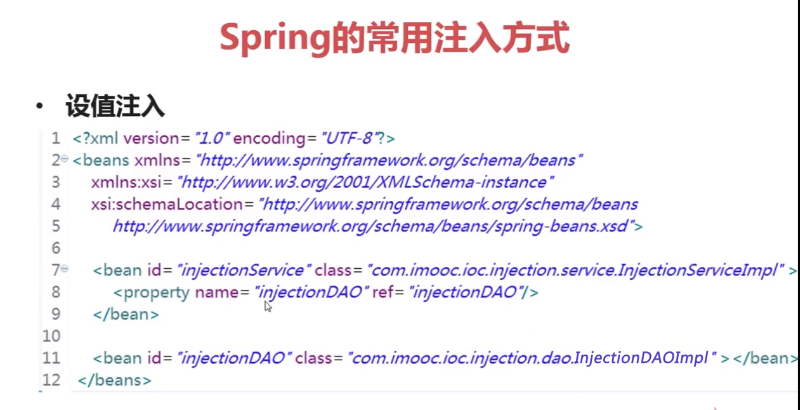 Spring的常用注入方式
• 设值注入
1 <?xml version="1.0" encoding="UTF-8"?>
2 <beans xmlns="http://www.springframework.org/schema/beans"
3 xmlns:xsi="http://www.w3.org/2001/XMLSchema-instance"
4 xsi:schemaLocation="http://www.springframework.org/schema/beans
5 http://www.springframework.org/schema/beans/spring-beans.xsd">
6
7 <bean id="injectionService" class="com.imooc.ioc.injection.service.InjectionServiceImpl" >
8 <property name="injectionDAO" ref="injectionDAO"/>
9 </bean>
10
11 <bean id="injectionDAO" class="com.imooc.ioc.injection.dao.InjectionDAOImpl" ></bean>
12 </beans>